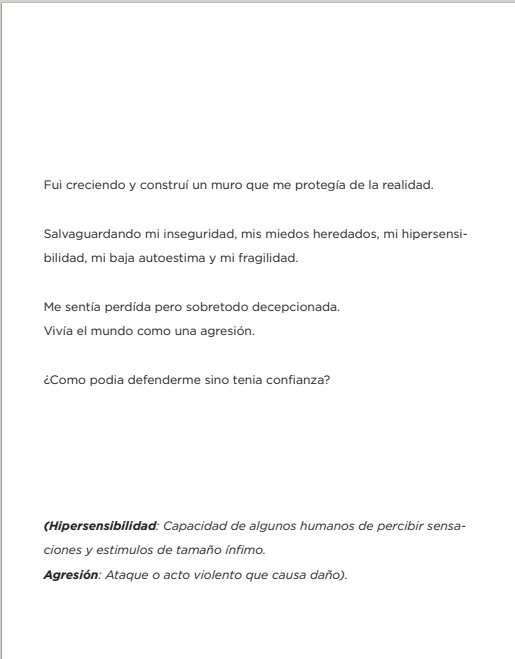 Fui creciendo y construí un muro que me protegía de la realidad.
Salvaguardando mi inseguridad, mis miedos heredados, mi hipersensi-
bilidad, mi baja autoestima y mi fragilidad.
Me sentía perdída pero sobretodo decepcionada.
Vivía el mundo como una agresión.
¿Como podia defenderme sino tenia confianza?
(Hipersensibilidad: Capacidad de algunos humanos de percibir sensa-
ciones y estimulos de tamaño ínfimo.
Agresión: Ataque o acto violento que causa daño).